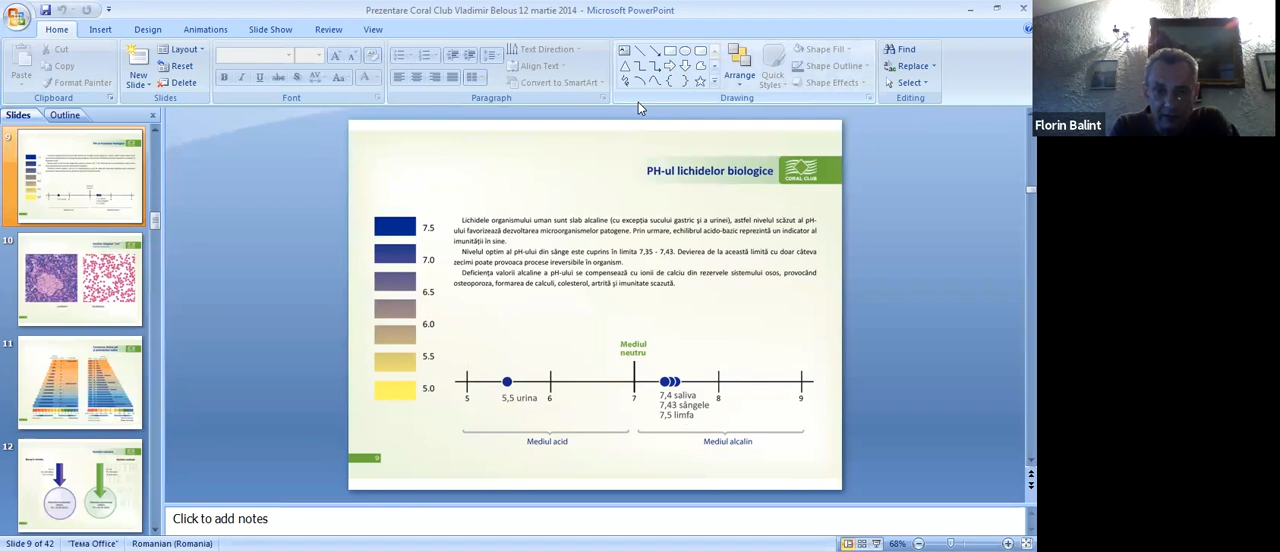 Prezentare Coral Club Vladimir Belous 12 martie 2014 - Microsoft PowerPoint
Home Insert Design Animations Slide Show Review View
Paste
Cut
Copy
Format Painter
Clipboard
New Slide
Layout
Reset
Delete
Slides
B I U S abc AV Aa A
Font
Text Direction
Align Text
Convert to SmartArt
Paragraph
Arrange
Quick Styles
Shape Fill
Shape Outline
Shape Effects
Drawing
Find
Replace
Select
Editing
Florin Balint
Slides Outline
9
10
11
12
PH-ul lichidelor biologice
CORAL CLUB
Lichidele organismului uman sunt slab alcaline (cu excepția sucului gastric și a urinei), astfel nivelul scăzut al pH-
ului favorizează dezvoltarea microorganismelor patogene. Prin urmare, echilibrul acido-bazic reprezintă un indicator al
imunității în sine.
Nivelul optim al pH-ului din sânge este cuprins în limita 7,35 - 7,43. Devierea de la această limită cu doar câteva
zecimi poate provoaca procese ireversibile în organism.
Deficiența valorii alcaline a pH-ului se compensează cu ionii de calciu din rezervele sistemului osos, provocând
osteoporoza, formarea de calculi, colesterol, artrită și imunitate scazută.
7.5
7.0
6.5
6.0
5.5
5.0
Mediul
neutru
5 6 7 8 9
5,5 urina
7,4 saliva
7,43 sângele
7,5 limfa
Mediul acid
Mediul alcalin
9
Click to add notes
Slide 9 of 42 "Тема Office" Romanian (Romania) 68%